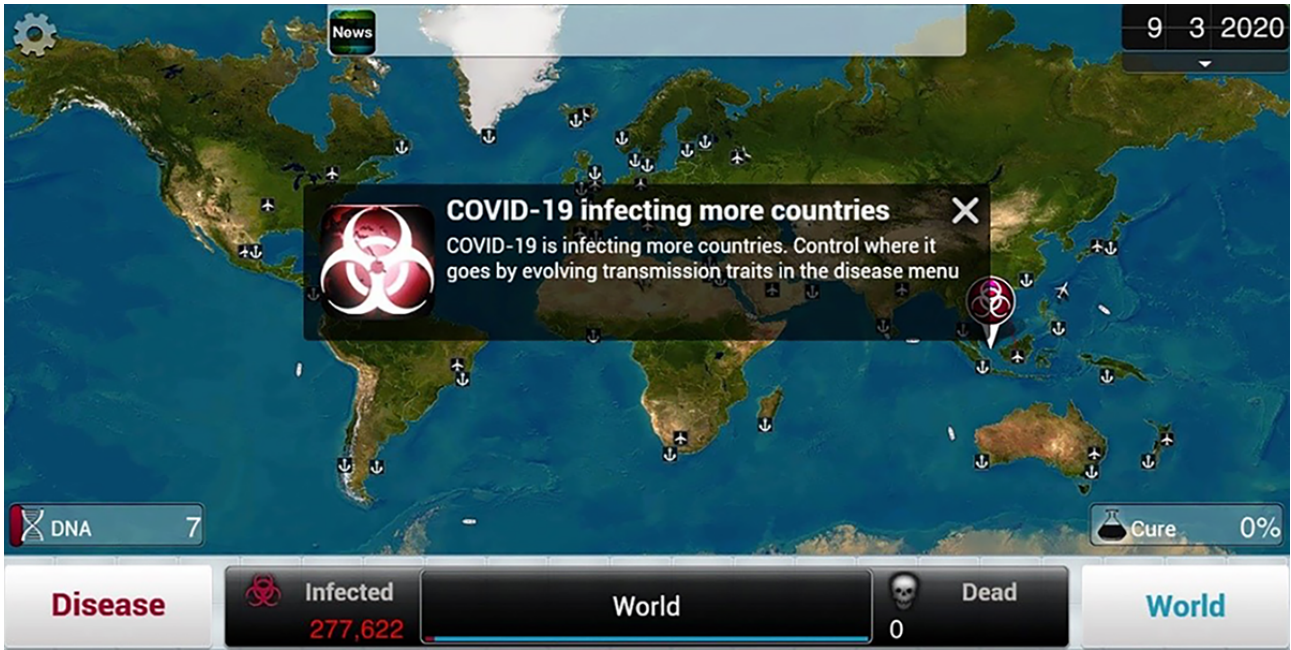 News
9 3 2020
COVID-19 infecting more countries
COVID-19 is infecting more countries. Control where it
goes by evolving transmission traits in the disease menu
DNA 7
Cure 0%
Disease
Infected
277,622
World
Dead
0
World